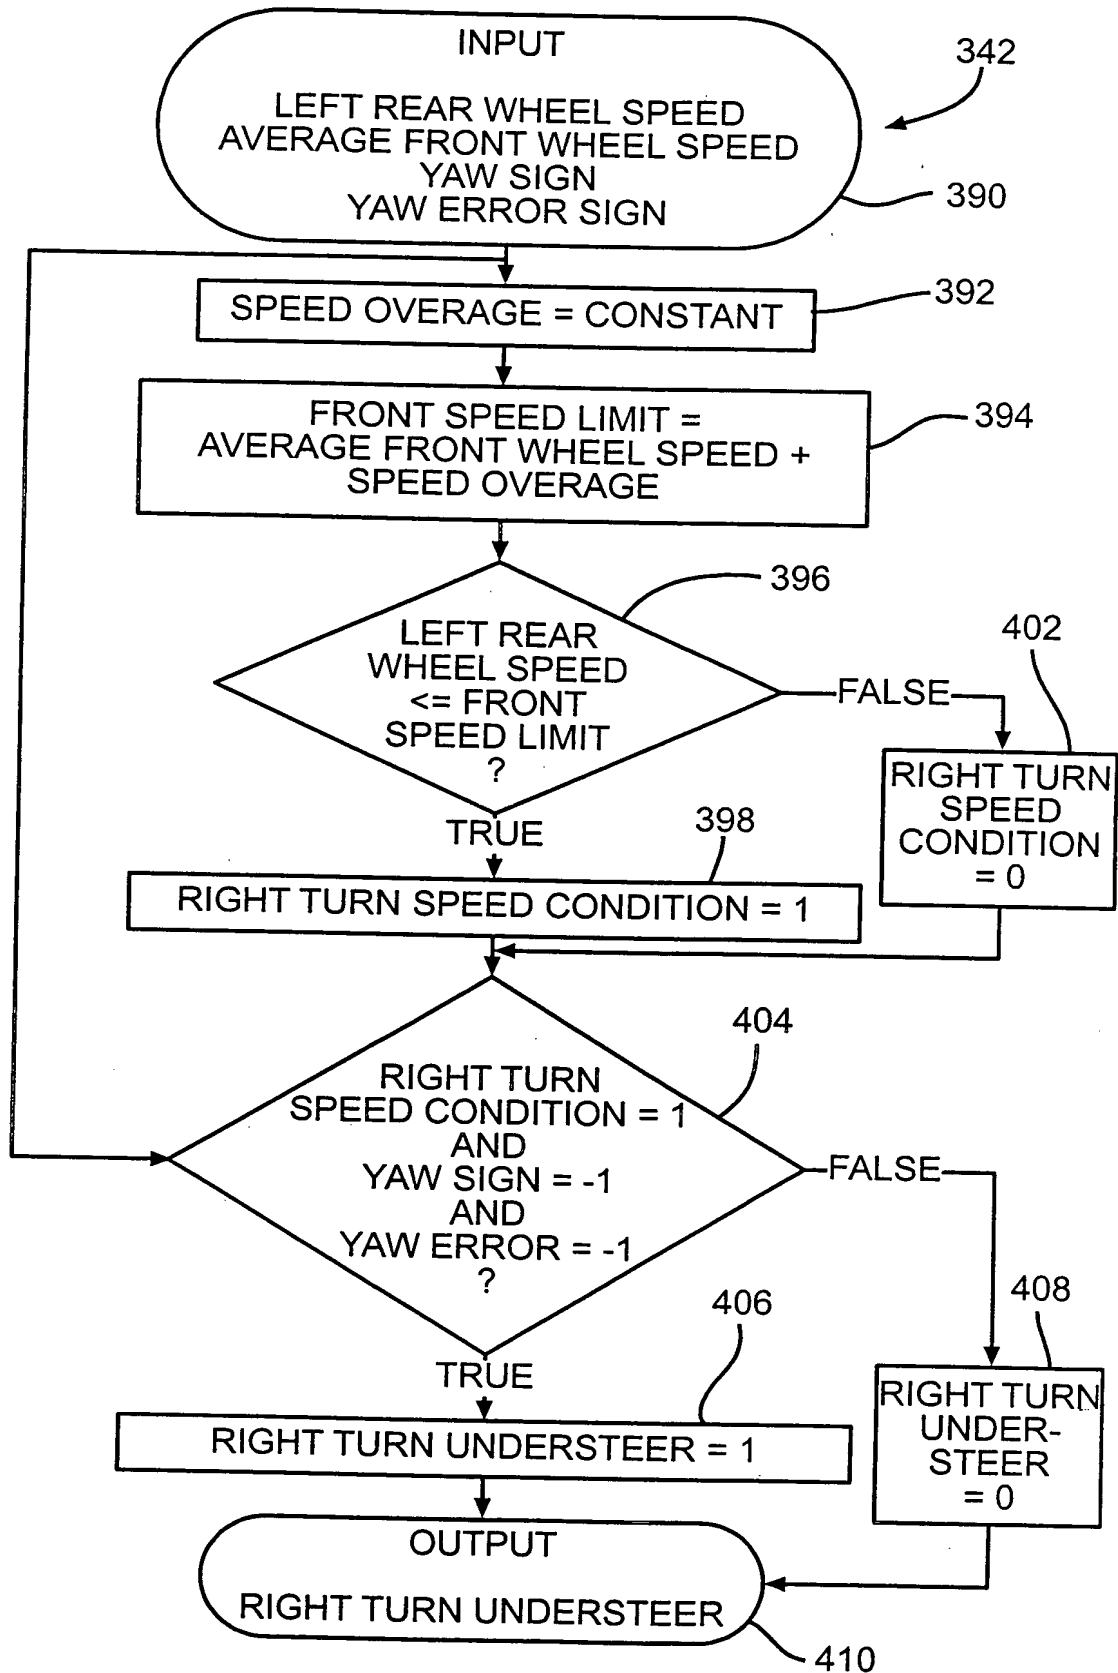 INPUT
LEFT REAR WHEEL SPEED
AVERAGE FRONT WHEEL SPEED
YAW SIGN
YAW ERROR SIGN
342
390
SPEED OVERAGE = CONSTANT
392
FRONT SPEED LIMIT =
AVERAGE FRONT WHEEL SPEED +
SPEED OVERAGE
394
LEFT REAR
WHEEL SPEED
<= FRONT
SPEED LIMIT
?
396
FALSE
402
RIGHT TURN
SPEED
CONDITION
= 0
TRUE
398
RIGHT TURN SPEED CONDITION = 1
404
RIGHT TURN
SPEED CONDITION = 1
AND
YAW SIGN = -1
AND
YAW ERROR = -1
?
FALSE
408
RIGHT TURN
UNDER-
STEER
= 0
TRUE
406
RIGHT TURN UNDERSTEER = 1
OUTPUT
RIGHT TURN UNDERSTEER
410